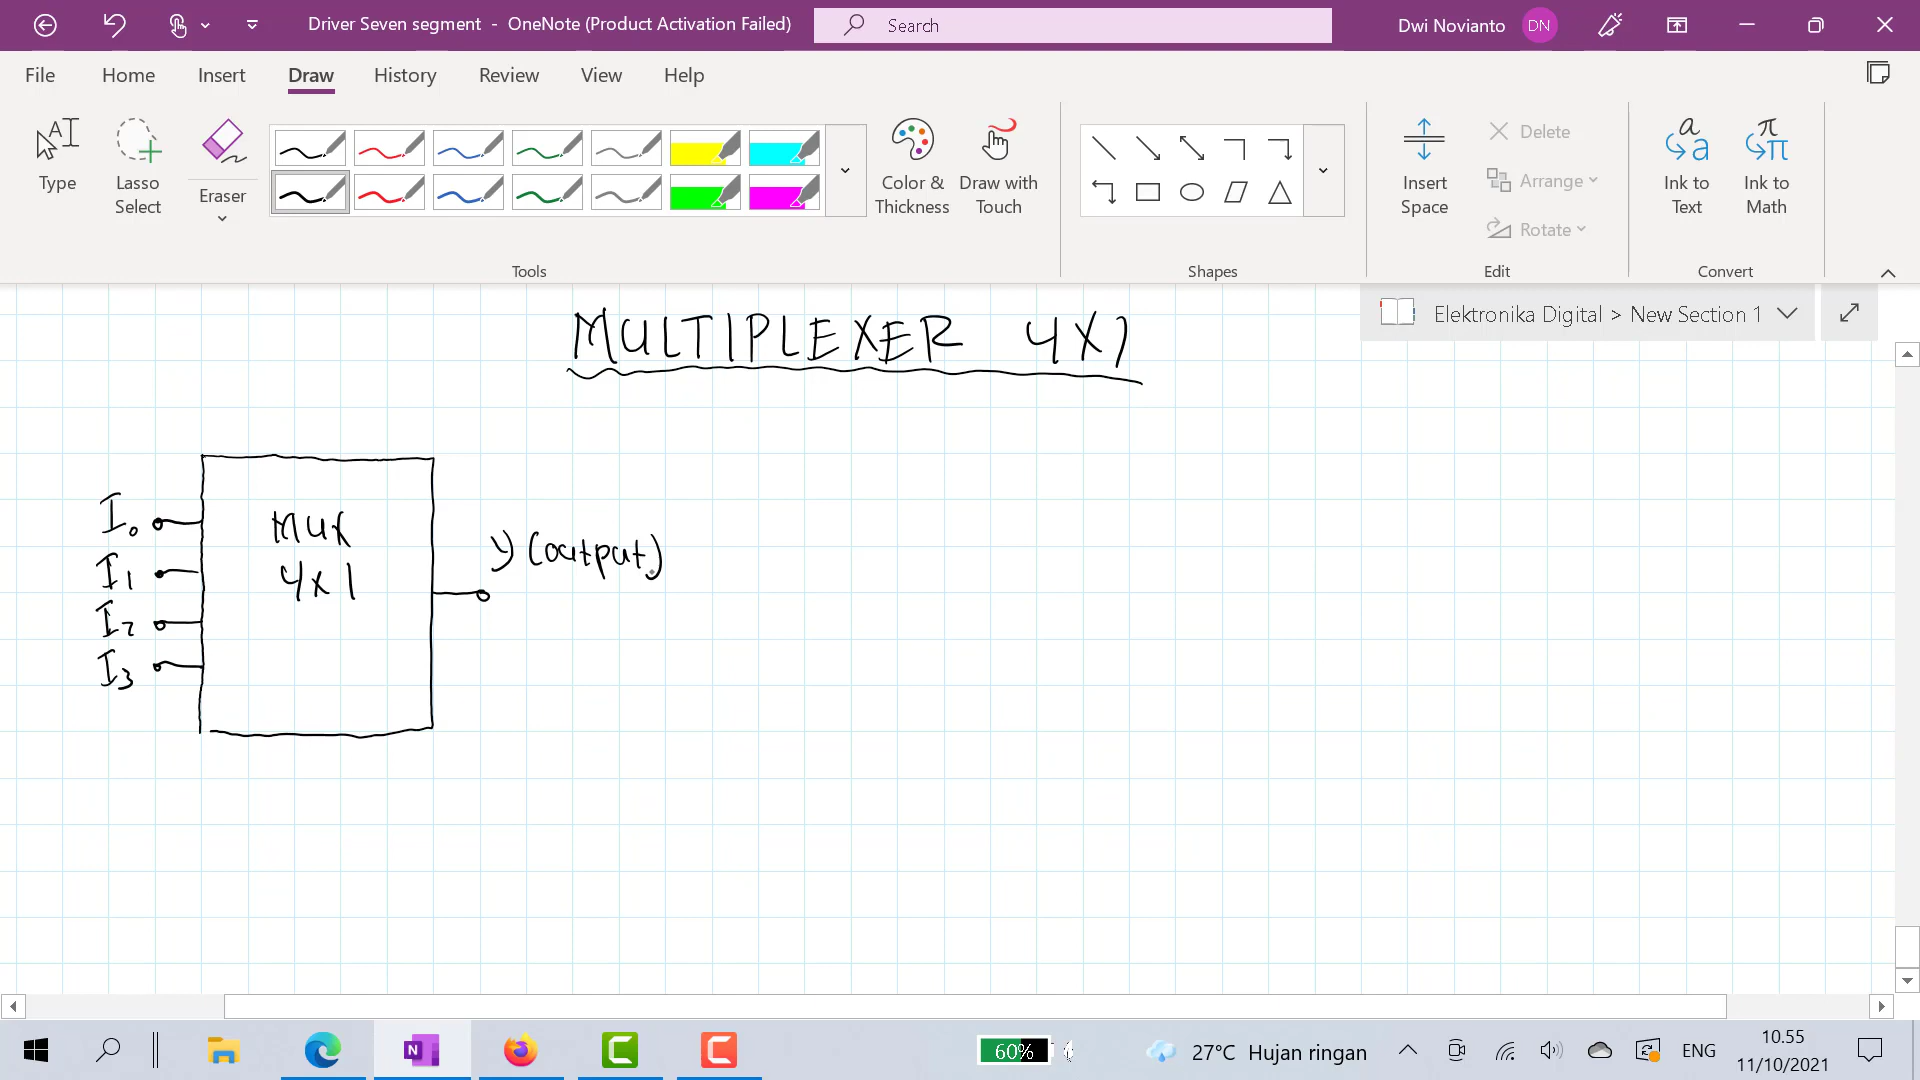 Driver Seven segment - OneNote (Product Activation Failed)
Search
Dwi Novianto
DN
File Home Insert Draw History Review View Help
Type
Lasso Select
Eraser
Color & Thickness
Draw with Touch
Insert Space
Delete
Arrange
Rotate
Ink to Text
Ink to Math
Tools
Shapes
Edit
Convert
Elektronika Digital > New Section 1
MULTIPLEXER 4X1
I0
I1
I2
I3
MUX
4x1
y (output)
60%
27°C Hujan ringan
ENG
10.55
11/10/2021